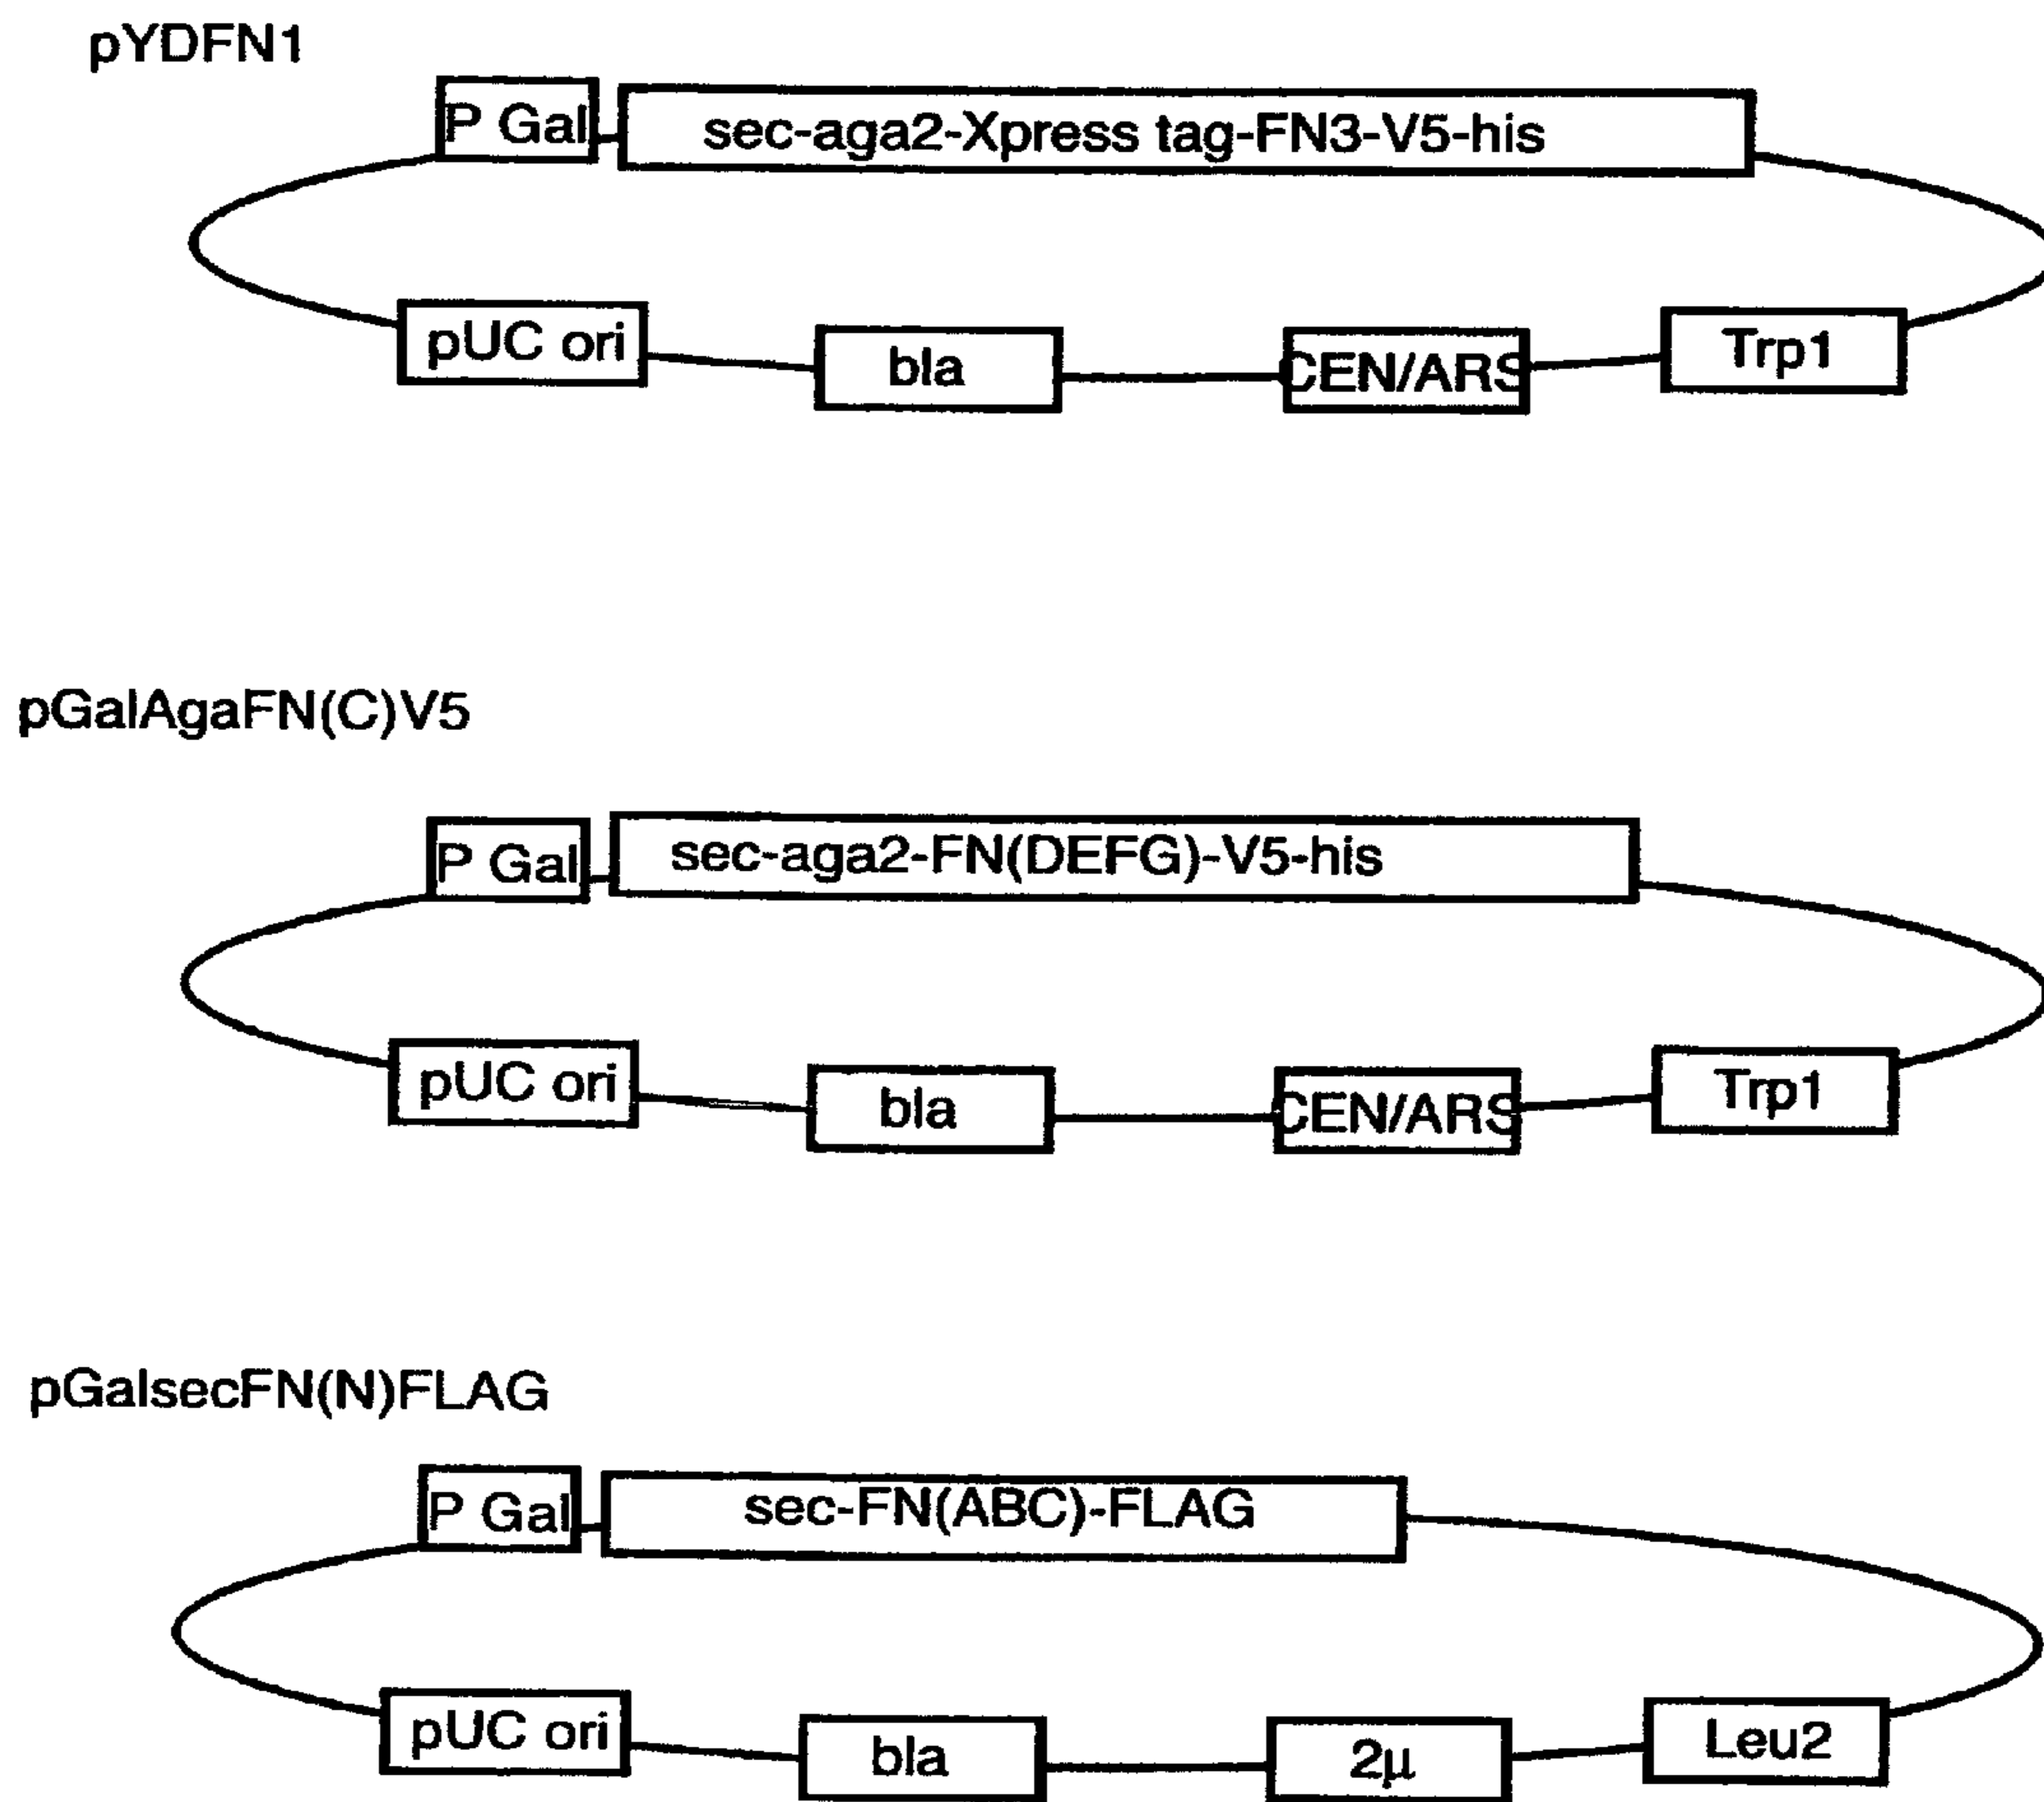 pYDFN1
P Gal
sec-aga2-Xpress tag-FN3-V5-his
pUC ori
bla
CEN/ARS
Trp1
pGalAgaFN(C)V5
P Gal
sec-aga2-FN(DEFG)-V5-his
pUC ori
bla
CEN/ARS
Trp1
pGalsecFN(N)FLAG
P Gal
sec-FN(ABC)-FLAG
pUC ori
bla
2μ
Leu2